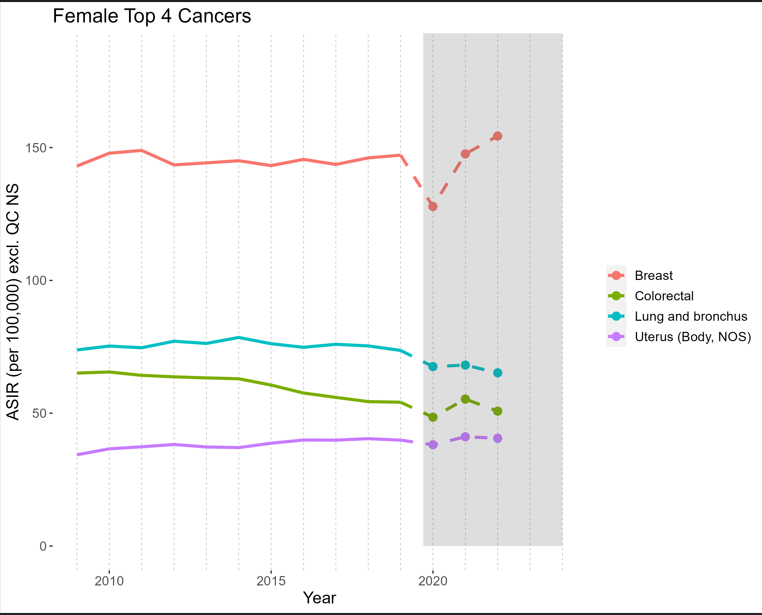 Female Top 4 Cancers
ASIR (per 100,000) excl. QC NS
150
100
50
0
2010
2015
2020
Year
Breast
Colorectal
Lung and bronchus
Uterus (Body, NOS)